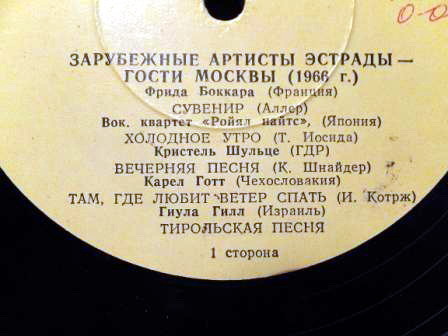 о-о
ЗАРУБЕЖНЫЕ АРТИСТЫ ЭСТРАДЫ —
ГОСТИ МОСКВЫ (1966 г.)
Фрида Боккара (Франция)
СУВЕНИР (Аллер)
Вок. квартет «Ройял найтс», (Япония)
ХОЛОДНОЕ УТРО (Т. Иосида)
Кристель Шульце (ГДР)
ВЕЧЕРНЯЯ ПЕСНЯ (К. Шнайдер)
Карел Готт (Чехословакия)
ТАМ, ГДЕ ЛЮБИТ ВЕТЕР СПАТЬ (И. Котрж)
Гиула Гилл (Израиль)
ТИРОЛЬСКАЯ ПЕСНЯ
1 сторона